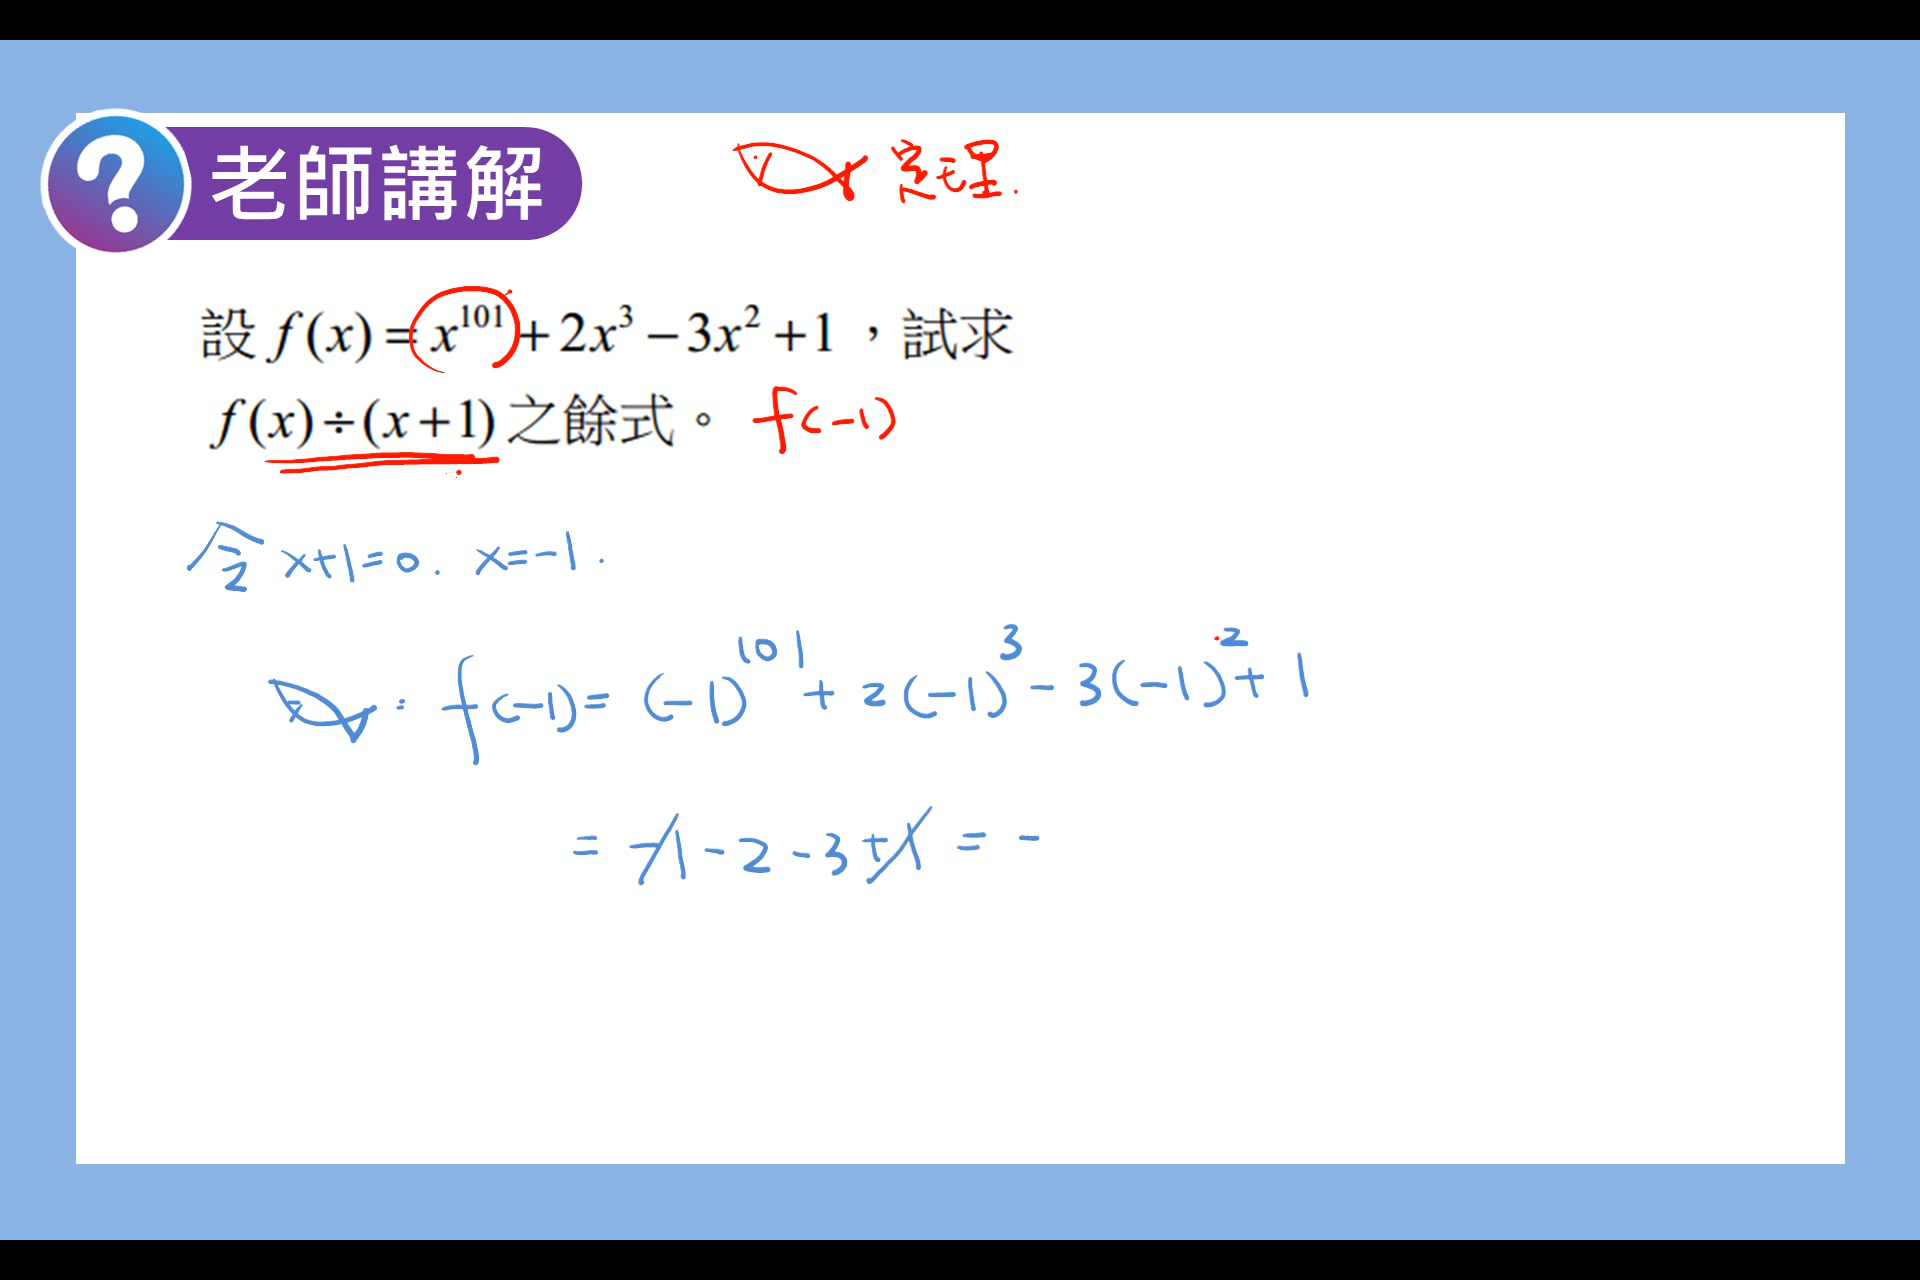 老師講解
定理.
設 f(x) = x^101 + 2x^3 − 3x^2 + 1，試求
f(x) ÷ (x+1) 之餘式。 f(-1)
令 x+1=0. x=-1.
: f(-1) = (-1)^101 + 2(-1)^3 - 3(-1)^2 + 1
= -1 - 2 - 3 + 1 = -